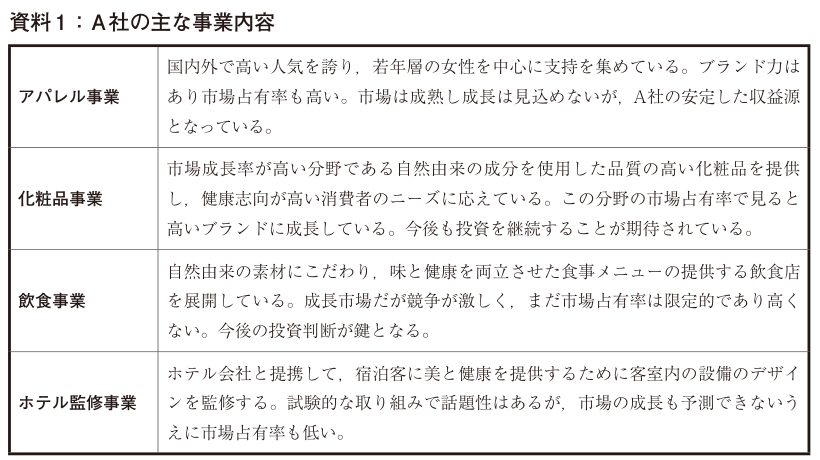 資料1：A社の主な事業内容
アパレル事業
国内外で高い人気を誇り，若年層の女性を中心に支持を集めている。ブランド力は
あり市場占有率も高い。市場は成熟し成長は見込めないが，A社の安定した収益源
となっている。
化粧品事業
市場成長率が高い分野である自然由来の成分を使用した品質の高い化粧品を提供
し，健康志向が高い消費者のニーズに応えている。この分野の市場占有率で見ると
高いブランドに成長している。今後も投資を継続することが期待されている。
飲食事業
自然由来の素材にこだわり，味と健康を両立させた食事メニューの提供する飲食店
を展開している。成長市場だが競争が激しく，まだ市場占有率は限定的であり高く
ない。今後の投資判断が鍵となる。
ホテル監修事業
ホテル会社と提携して，宿泊客に美と健康を提供するために客室内の設備のデザイ
ンを監修する。試験的な取り組みで話題性はあるが，市場の成長も予測できないう
えに市場占有率も低い。